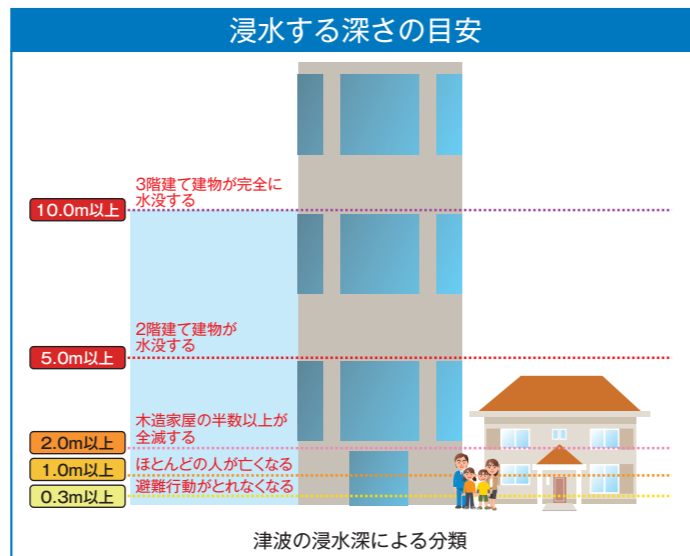 浸水する深さの目安
3階建て建物が完全に
水没する
10.0m以上
2階建て建物が
水没する
5.0m以上
木造家屋の半数以上が
全滅する
2.0m以上
ほとんどの人が亡くなる
1.0m以上
避難行動がとれなくなる
0.3m以上
津波の浸水深による分類